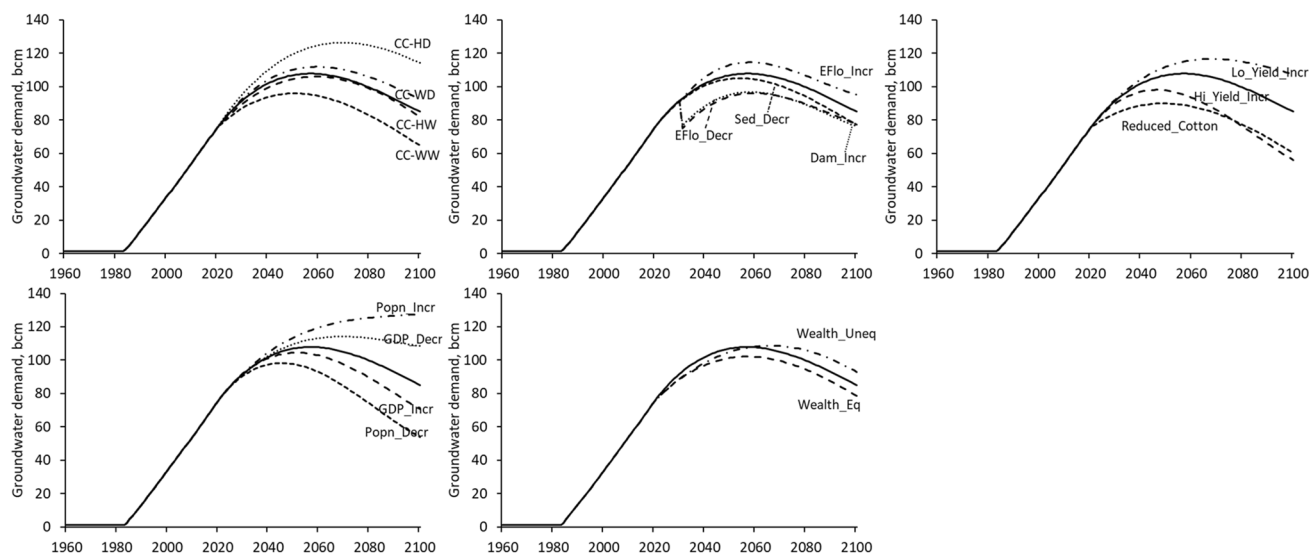 Groundwater demand, bcm
140
120
100
80
60
40
20
0
1960 1980 2000 2020 2040 2060 2080 2100
CC-HD
CC-WD
CC-HW
CC-WW
Groundwater demand, bcm
140
120
100
80
60
40
20
0
1960 1980 2000 2020 2040 2060 2080 2100
EFlo_Incr
Sed_Decr
EFlo_Decr
Dam_Incr
Groundwater demand, bcm
140
120
100
80
60
40
20
0
1960 1980 2000 2020 2040 2060 2080 2100
Lo_Yield_Incr
Hi_Yield_Incr
Reduced_Cotton
Groundwater demand, bcm
140
120
100
80
60
40
20
0
1960 1980 2000 2020 2040 2060 2080 2100
Popn_Incr
GDP_Decr
GDP_Incr
Popn_Decr
Groundwater demand, bcm
140
120
100
80
60
40
20
0
1960 1980 2000 2020 2040 2060 2080 2100
Wealth_Uneq
Wealth_Eq